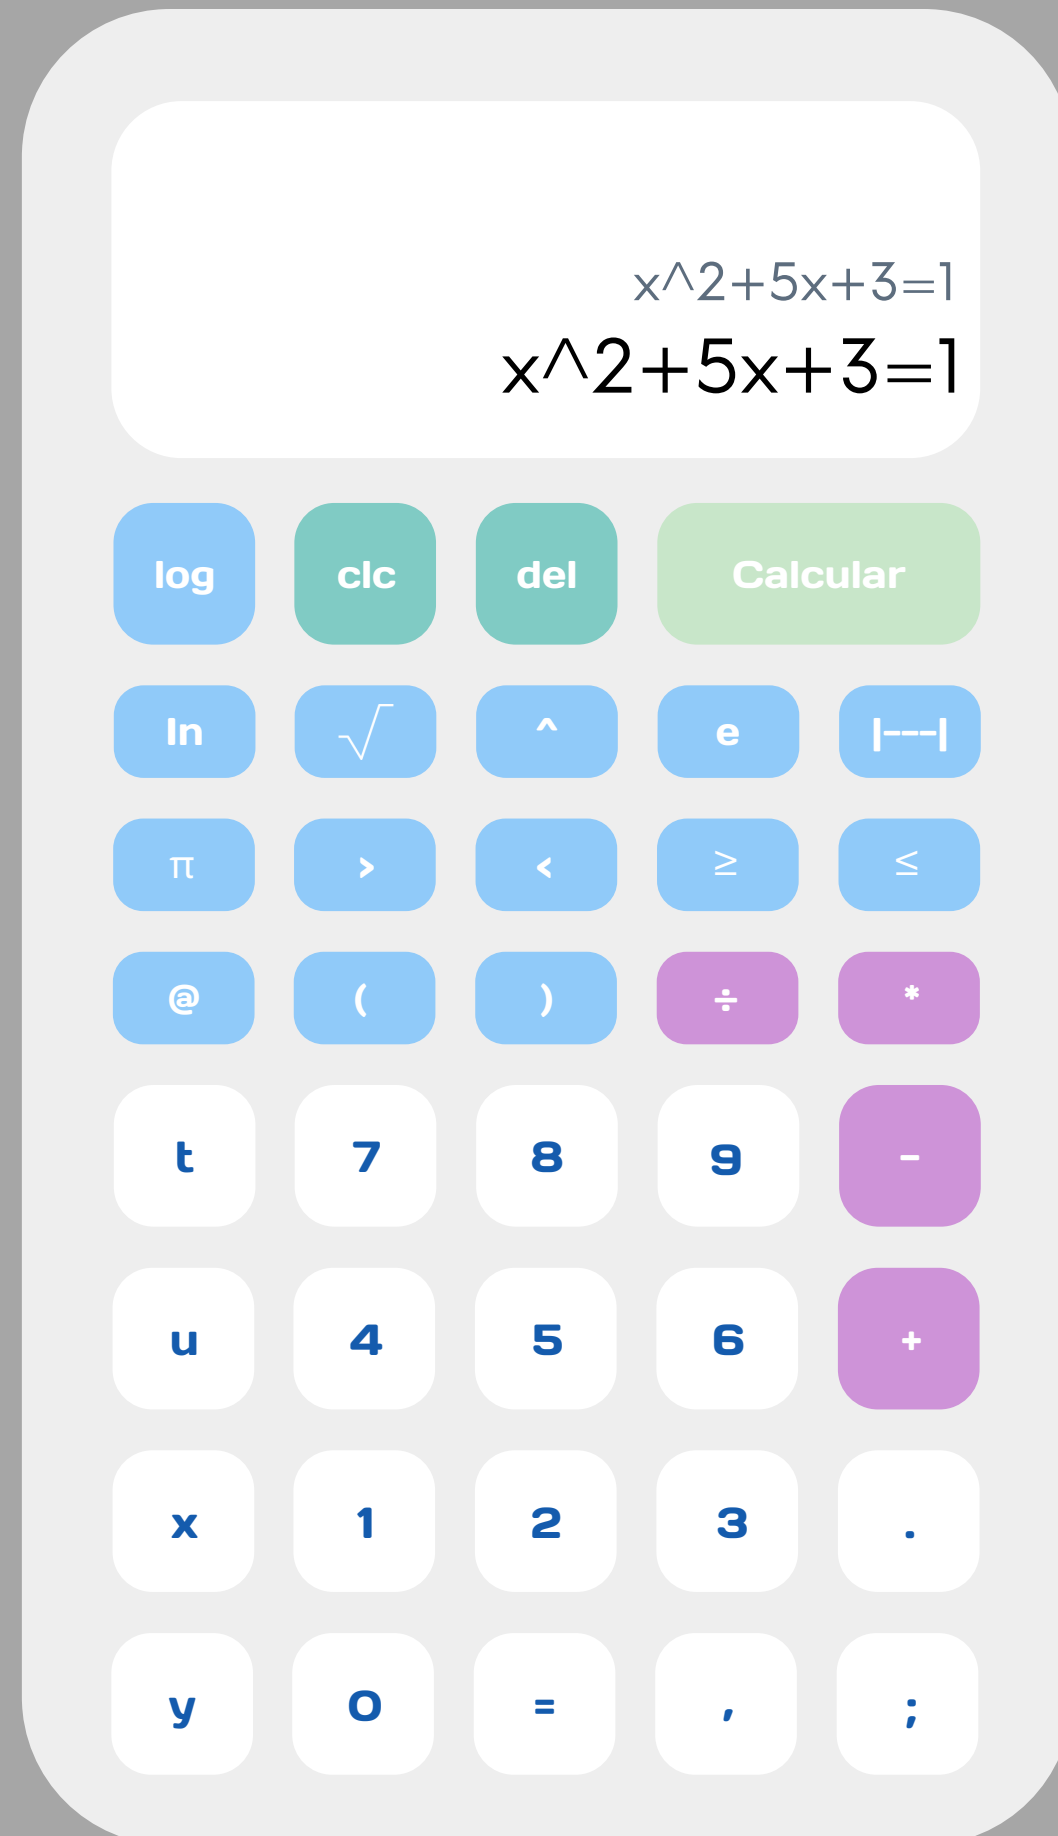 x^2+5x+3=1
x^2+5x+3=1
log clc del Calcular
ln √ ^ e |---|
π > < ≥ ≤
@ ( ) ÷ *
t 7 8 9 -
u 4 5 6 +
x 1 2 3 .
y 0 = , ;